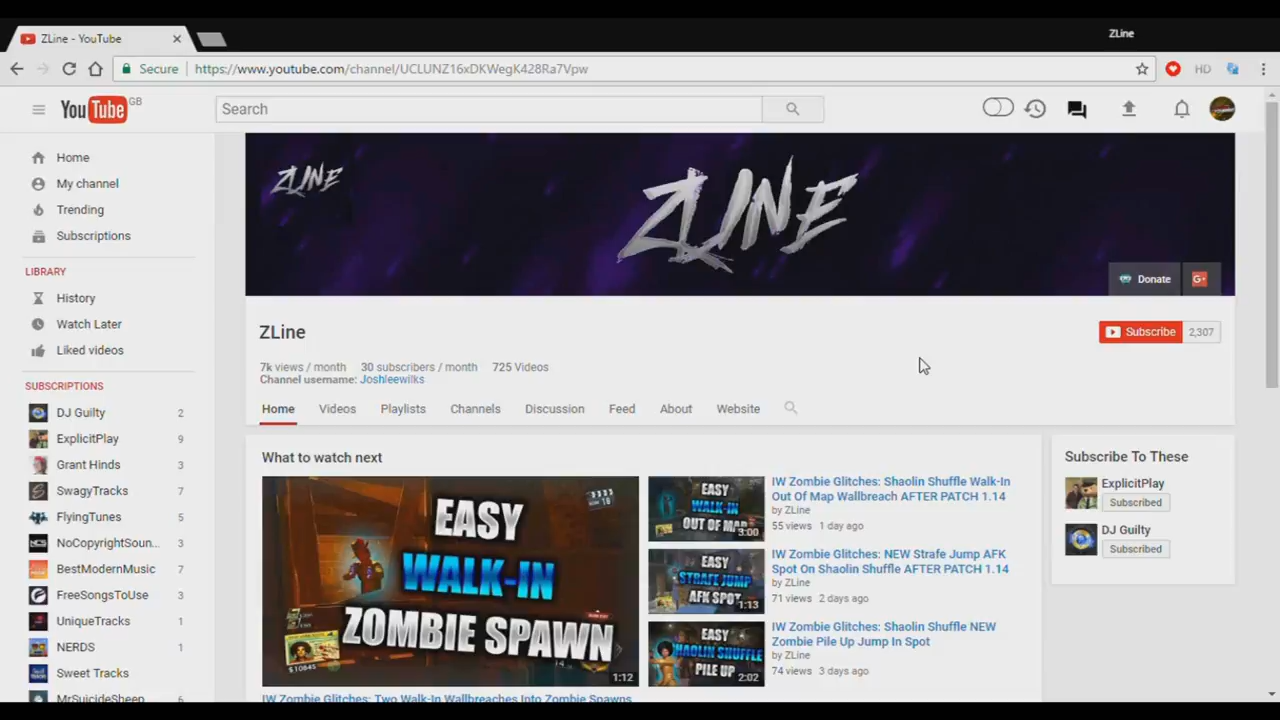 ZLine - YouTube
ZLine
Secure
https://www.youtube.com/channel/UCLUNZ16xDKWegK428Ra7Vpw
HD
YouTube GB
Search
Home
My channel
Trending
Subscriptions
LIBRARY
History
Watch Later
Liked videos
SUBSCRIPTIONS
DJ Guilty 2
ExplicitPlay 9
Grant Hinds 3
SwagyTracks 7
FlyingTunes 5
NoCopyrightSoun... 3
BestModernMusic 7
FreeSongsToUse 3
UniqueTracks 1
NERDS 1
Sweet Tracks
MrSuicideSheep 6
ZLINE
ZLINE
Donate
G+
ZLine
Subscribe 2,307
7k views / month 30 subscribers / month 725 Videos
Channel username: Joshleewilks
Home Videos Playlists Channels Discussion Feed About Website
What to watch next
EASY
WALK-IN
ZOMBIE SPAWN
1:12
IW Zombie Glitches: Two Walk-In Wallbreaches Into Zombie Spawns
EASY
WALK-IN
OUT OF MAP
3:00
IW Zombie Glitches: Shaolin Shuffle Walk-In
Out Of Map Wallbreach AFTER PATCH 1.14
by ZLine
55 views 1 day ago
EASY
STRAFE JUMP
AFK SPOT
1:13
IW Zombie Glitches: NEW Strafe Jump AFK
Spot On Shaolin Shuffle AFTER PATCH 1.14
by ZLine
71 views 2 days ago
EASY
SHAOLIN SHUFFLE
PILE UP
2:02
IW Zombie Glitches: Shaolin Shuffle NEW
Zombie Pile Up Jump In Spot
by ZLine
74 views 3 days ago
Subscribe To These
ExplicitPlay
Subscribed
DJ Guilty
Subscribed